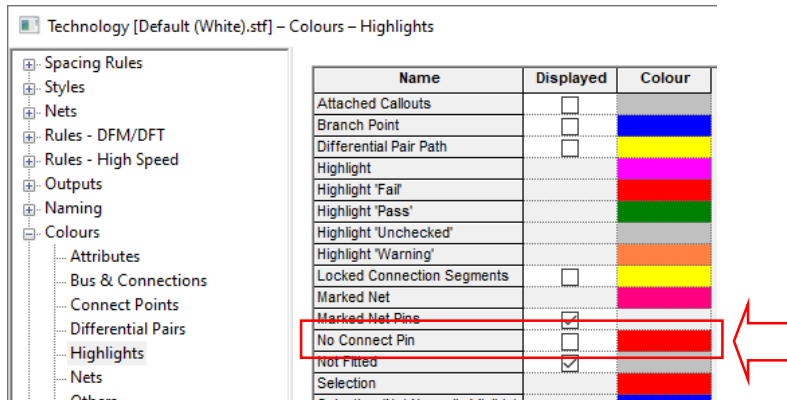 Technology [Default (White).stf] – Colours – Highlights
Spacing Rules
Styles
Nets
Rules - DFM/DFT
Rules - High Speed
Outputs
Naming
Colours
Attributes
Bus & Connections
Connect Points
Differential Pairs
Highlights
Nets
Others
Name Displayed Colour
Attached Callouts
Branch Point
Differential Pair Path
Highlight
Highlight 'Fail'
Highlight 'Pass'
Highlight 'Unchecked'
Highlight 'Warning'
Locked Connection Segments
Marked Net
Marked Net Pins
No Connect Pin
Not Fitted
Selection